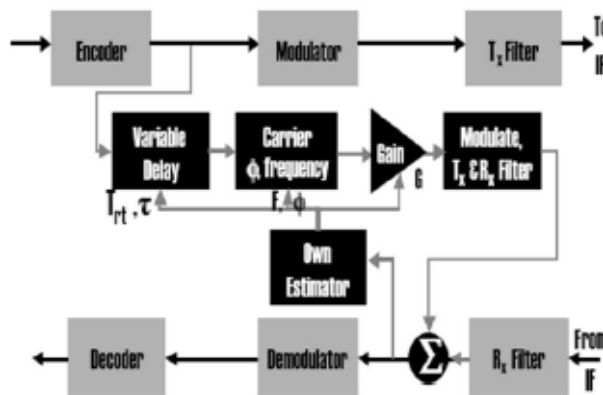 Encoder
Modulator
Tx Filter
To
IF
Variable
Delay
Carrier
ϕ, frequency
Gain
Modulate,
Tx & Rx Filter
G
Trt , τ
F, ϕ
Own
Estimator
Decoder
Demodulator
Σ
Rx Filter
From
IF